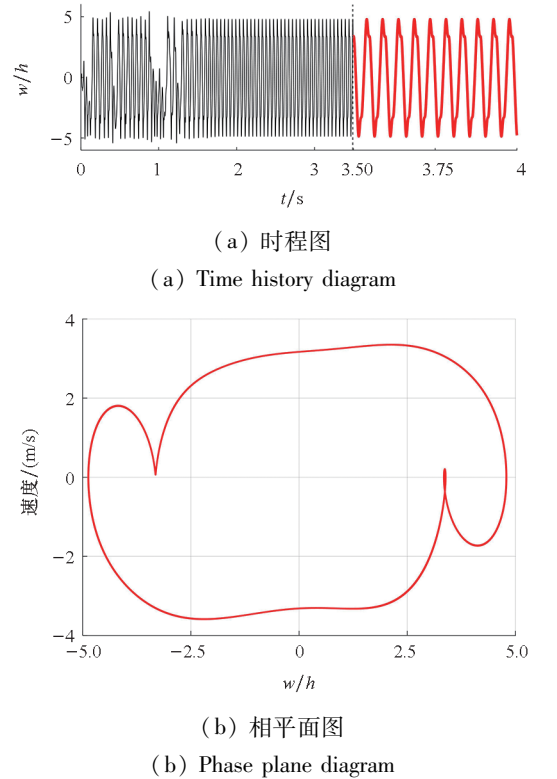 5
0
−5
w/h
0 1 2 3 3.50 3.75 4
t/s
(a) 时程图
(a) Time history diagram
4
2
0
−2
−4
速度/(m/s)
−5.0 −2.5 0 2.5 5.0
w/h
(b) 相平面图
(b) Phase plane diagram